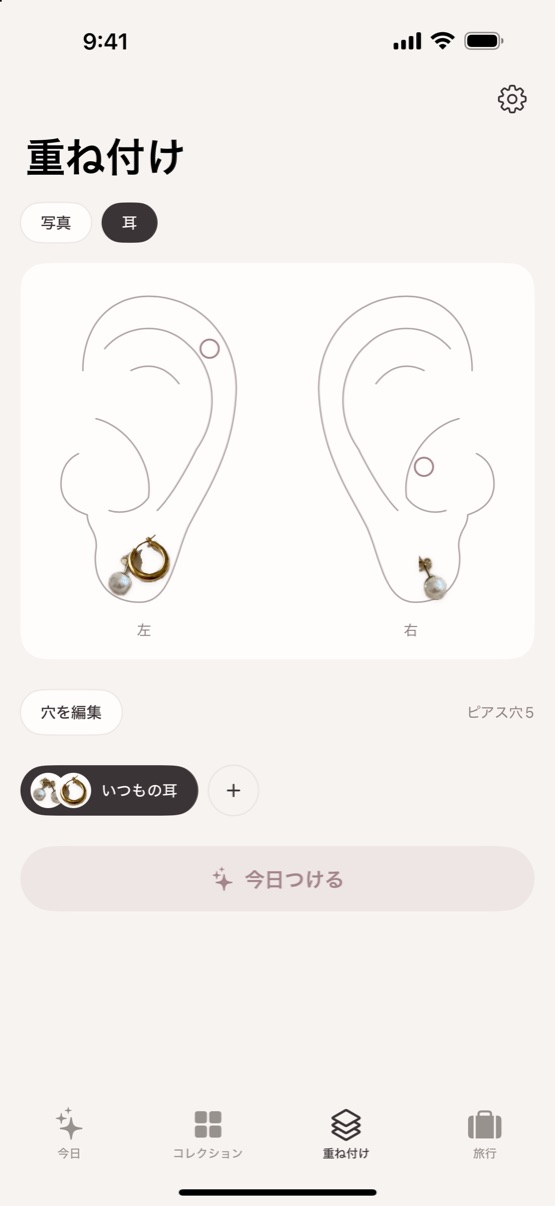 9:41
重ね付け
写真
耳
左
右
穴を編集
ピアス穴5
いつもの耳
+
今日つける
今日
コレクション
重ね付け
旅行